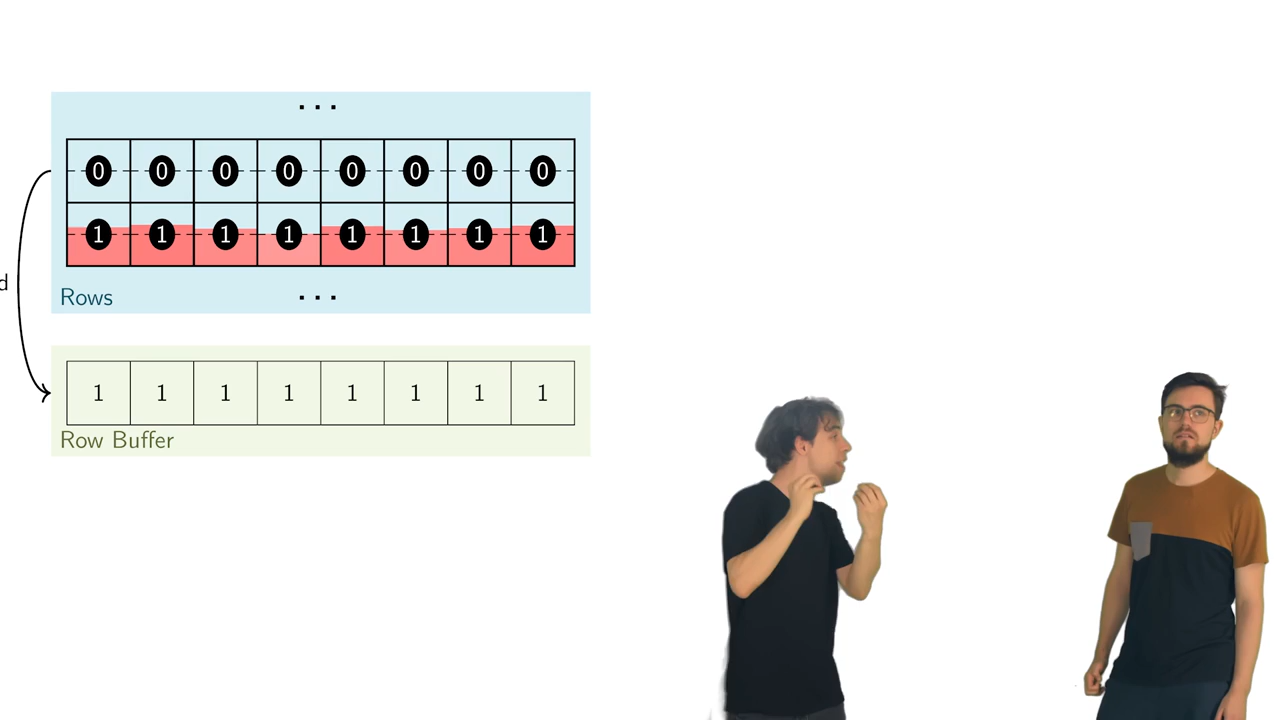 ...
0 0 0 0 0 0 0 0
1 1 1 1 1 1 1 1
d
Rows ...
1 1 1 1 1 1 1 1
Row Buffer